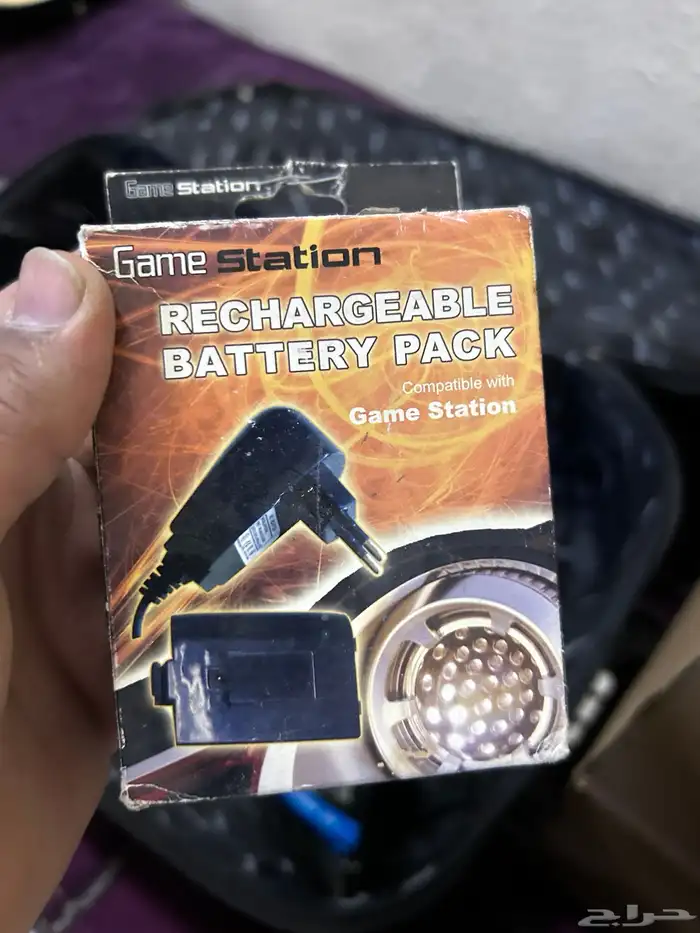 Game Station
Game Station
RECHARGEABLE
BATTERY PACK
Compatible with
Game Station
حراج